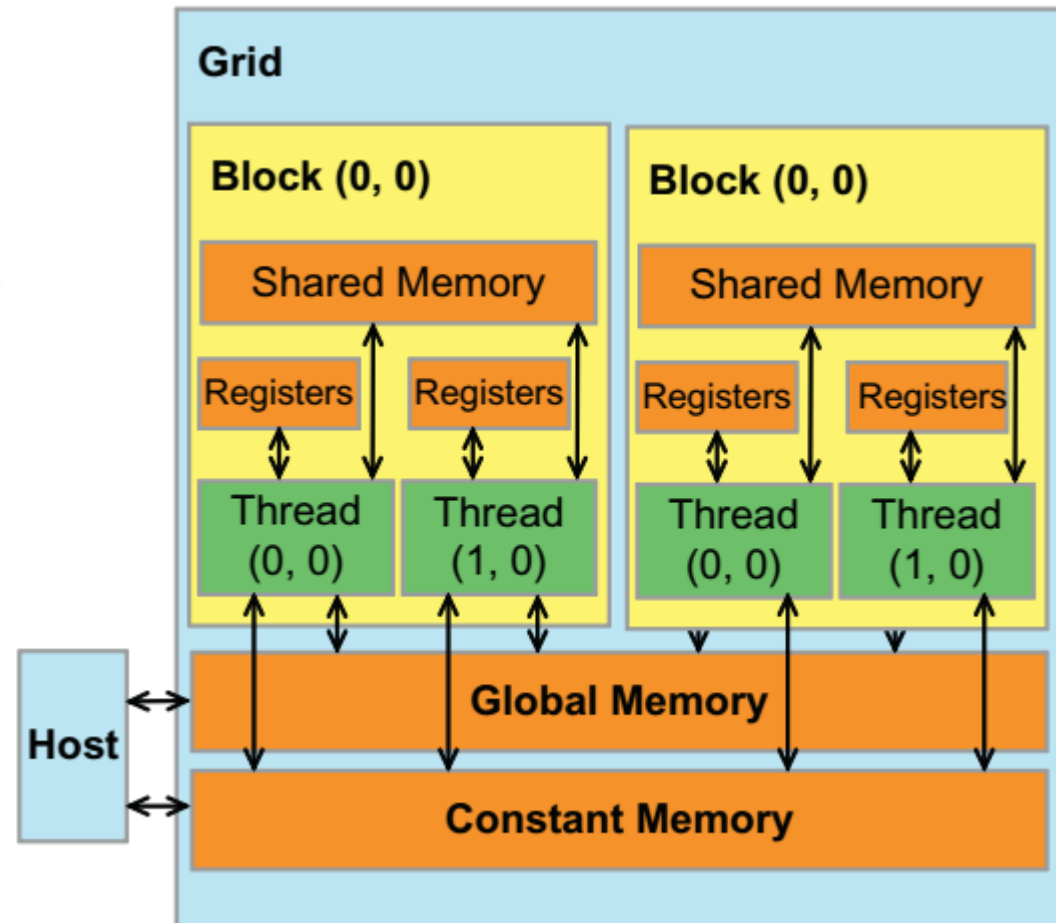 Grid
Block (0, 0)
Block (0, 0)
Shared Memory
Shared Memory
Registers
Registers
Registers
Registers
Thread
(0, 0)
Thread
(1, 0)
Thread
(0, 0)
Thread
(1, 0)
Host
Global Memory
Constant Memory